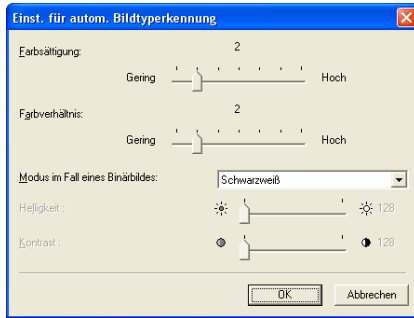 Einst. für autom. Bildtyperkennung
Farbsättigung:
2
Gering
Hoch
Farbverhältnis:
2
Gering
Hoch
Modus im Fall eines Binärbildes:
Schwarzweiß
Helligkeit :
128
Kontrast :
128
OK
Abbrechen